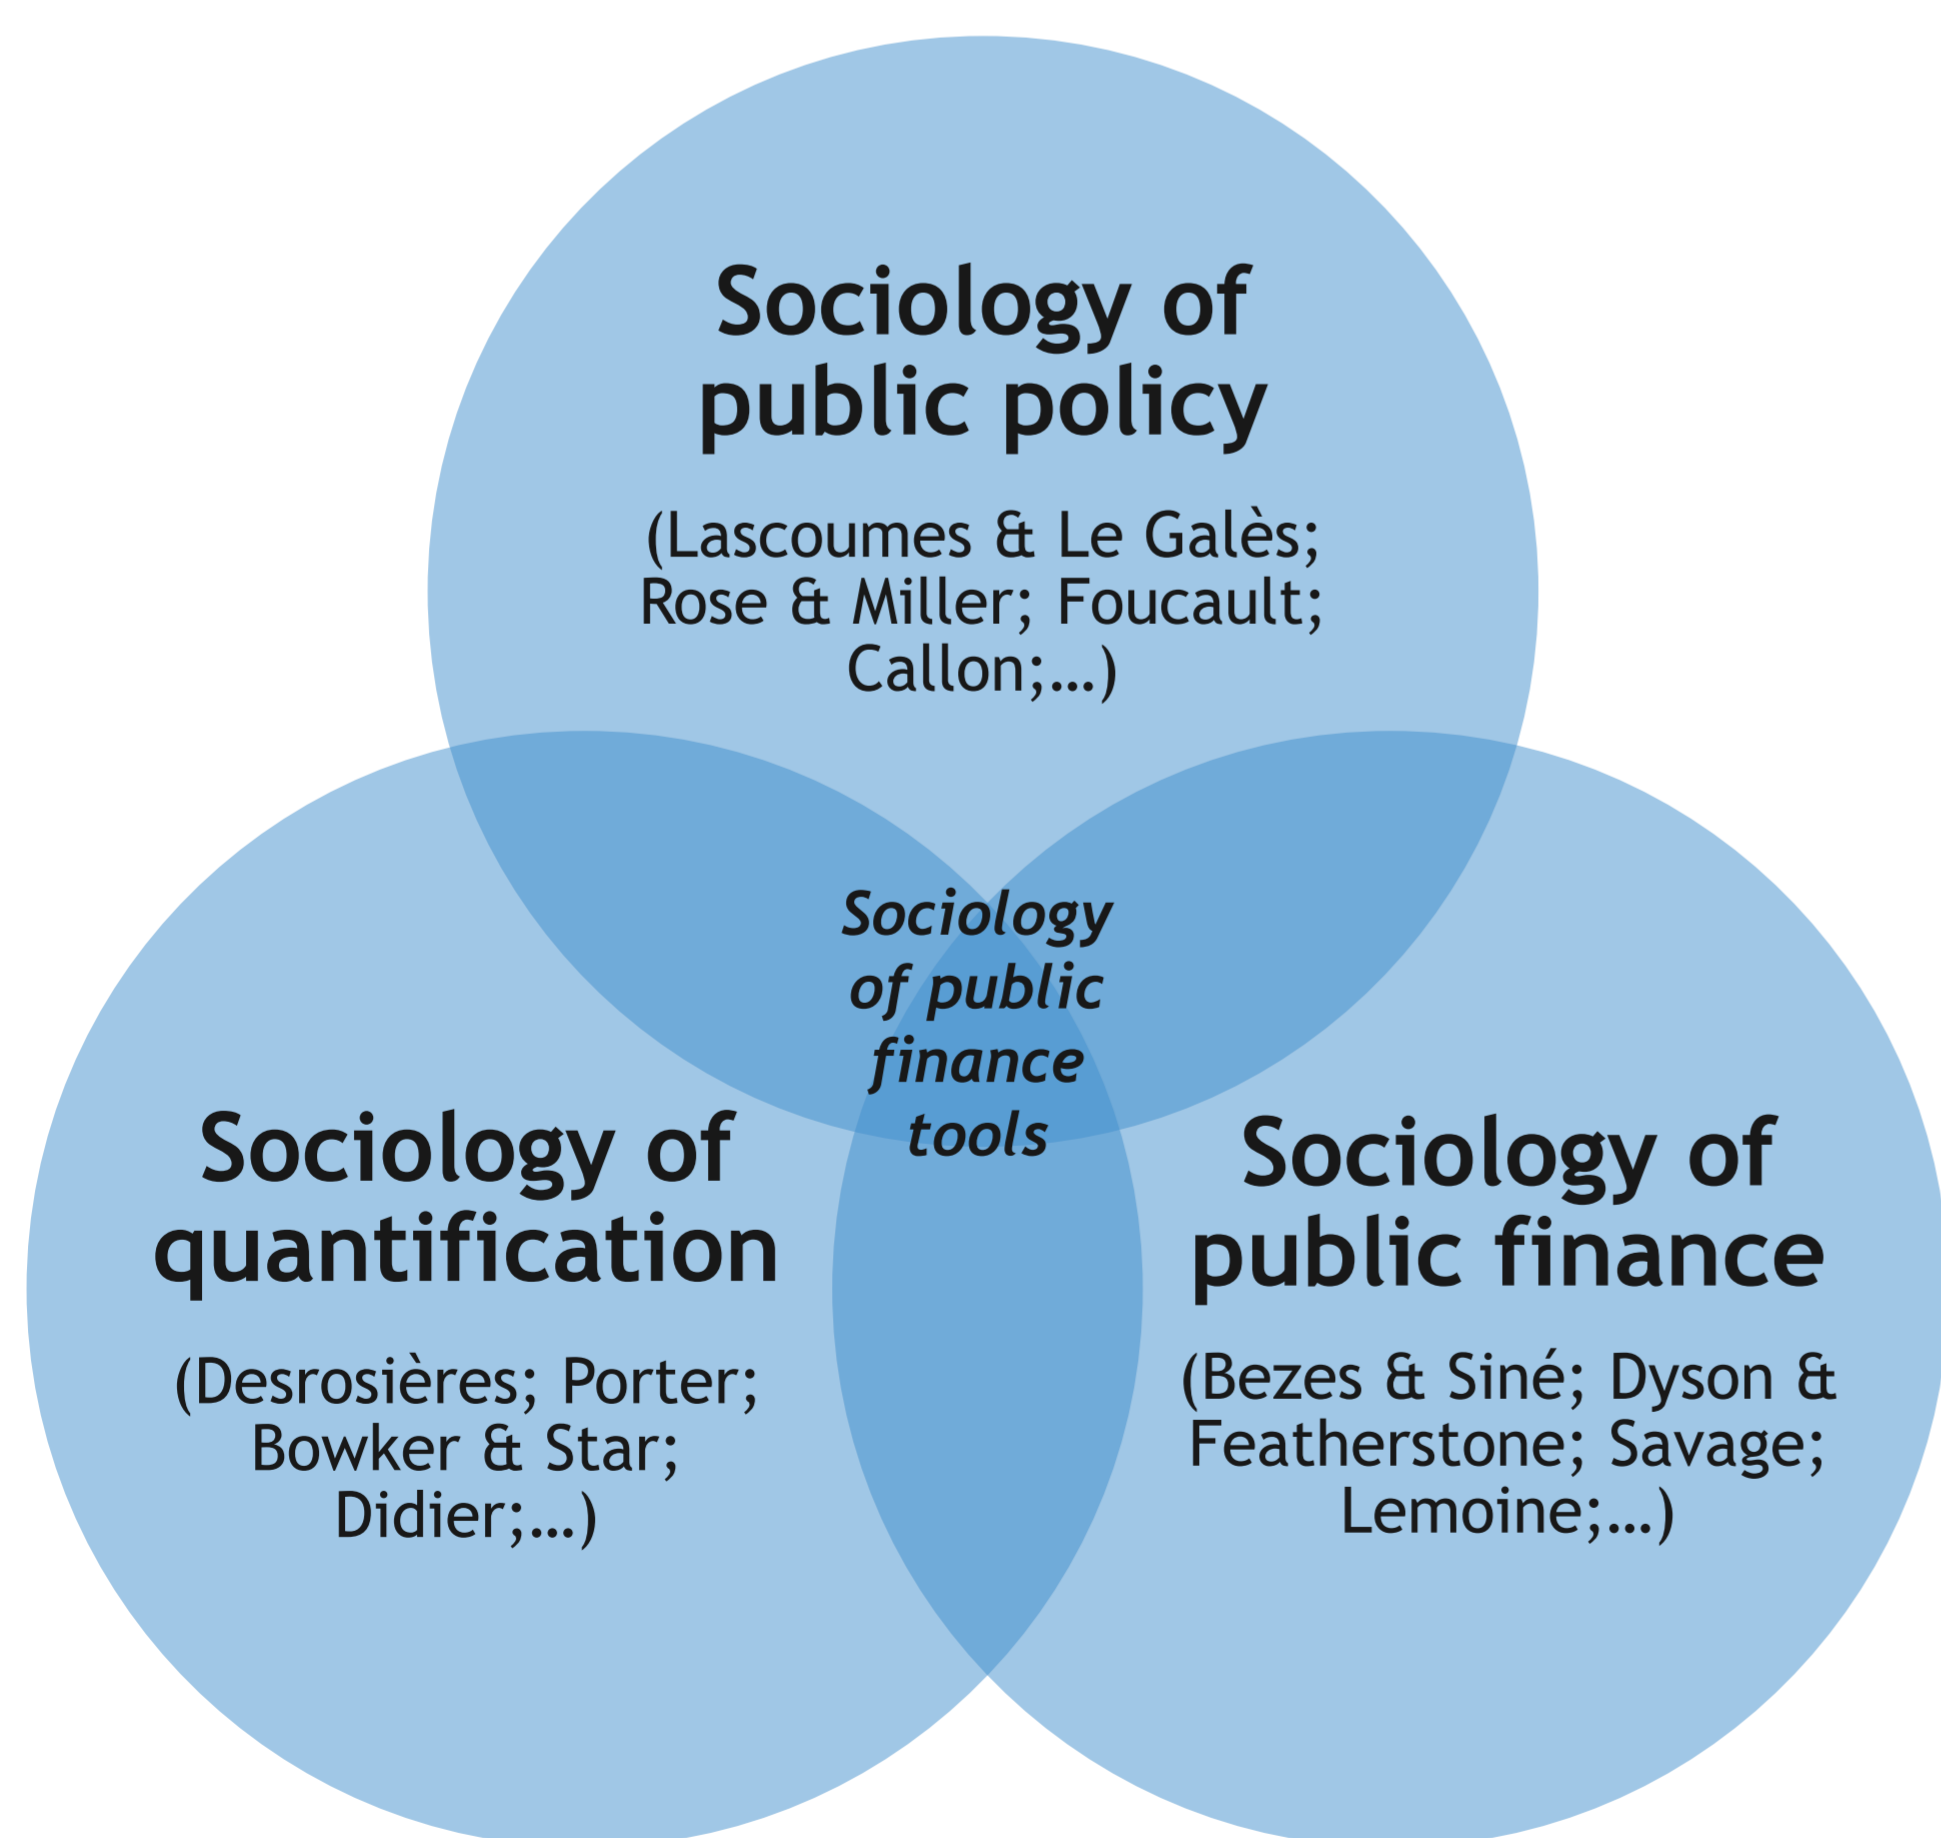 Sociology of
public policy
(Lascoumes & Le Galès;
Rose & Miller; Foucault;
Callon;...)
Sociology
of public
finance
tools
Sociology of
quantification
(Desrosières; Porter;
Bowker & Star;
Didier;...)
Sociology of
public finance
(Bezes & Siné; Dyson &
Featherstone; Savage;
Lemoine;...)